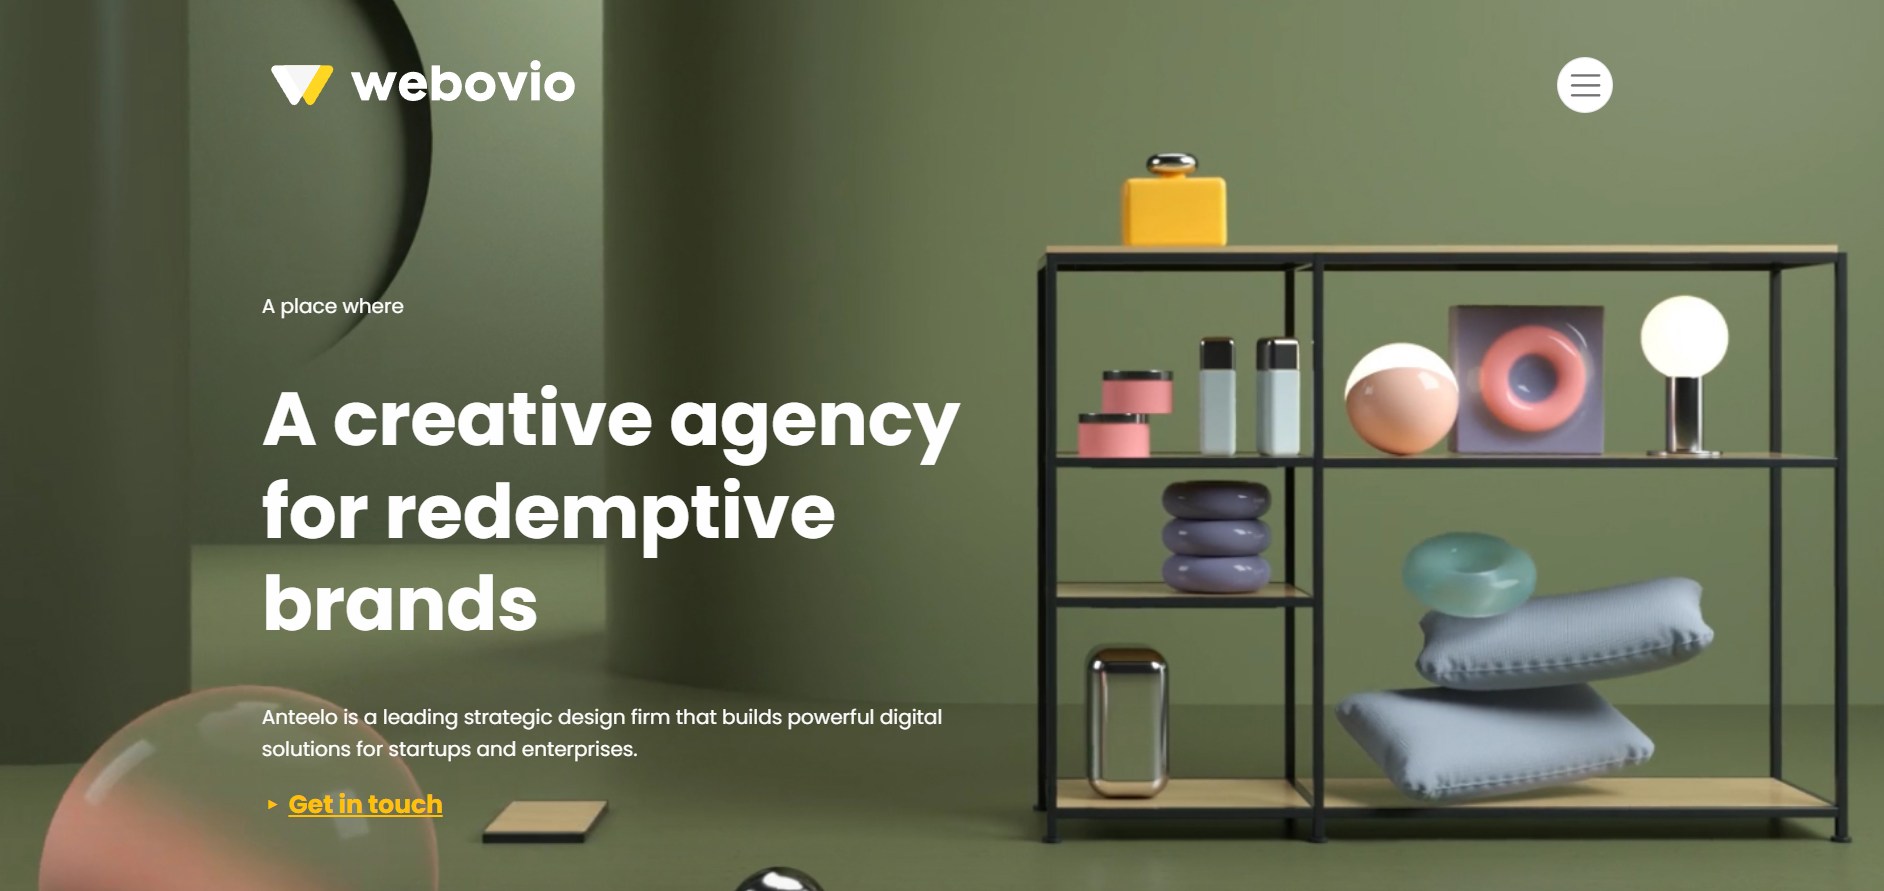 webovio
A place where
A creative agency
for redemptive
brands
Anteelo is a leading strategic design firm that builds powerful digital
solutions for startups and enterprises.
Get in touch